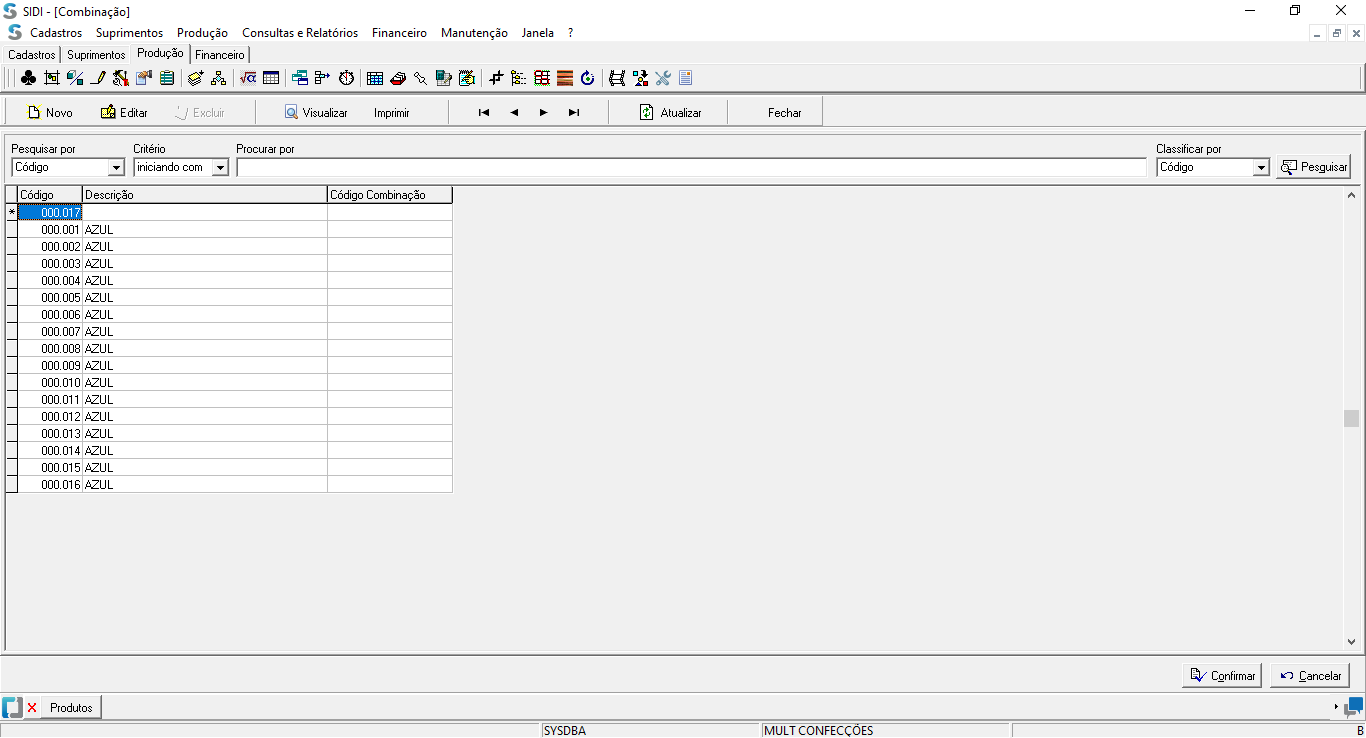 SIDI - [Combinação]
Cadastros Suprimentos Produção Consultas e Relatórios Financeiro Manutenção Janela ?
Cadastros Suprimentos Produção Financeiro
Novo Editar Excluir Visualizar Imprimir Atualizar Fechar
Pesquisar por Critério Procurar por Classificar por
Código iniciando com Código Pesquisar
Código Descrição Código Combinação
* 000.017
000.001 AZUL
000.002 AZUL
000.003 AZUL
000.004 AZUL
000.005 AZUL
000.006 AZUL
000.007 AZUL
000.008 AZUL
000.009 AZUL
000.010 AZUL
000.011 AZUL
000.012 AZUL
000.013 AZUL
000.014 AZUL
000.015 AZUL
000.016 AZUL
Confirmar Cancelar
Produtos
SYSDBA MULT CONFECÇÕES B